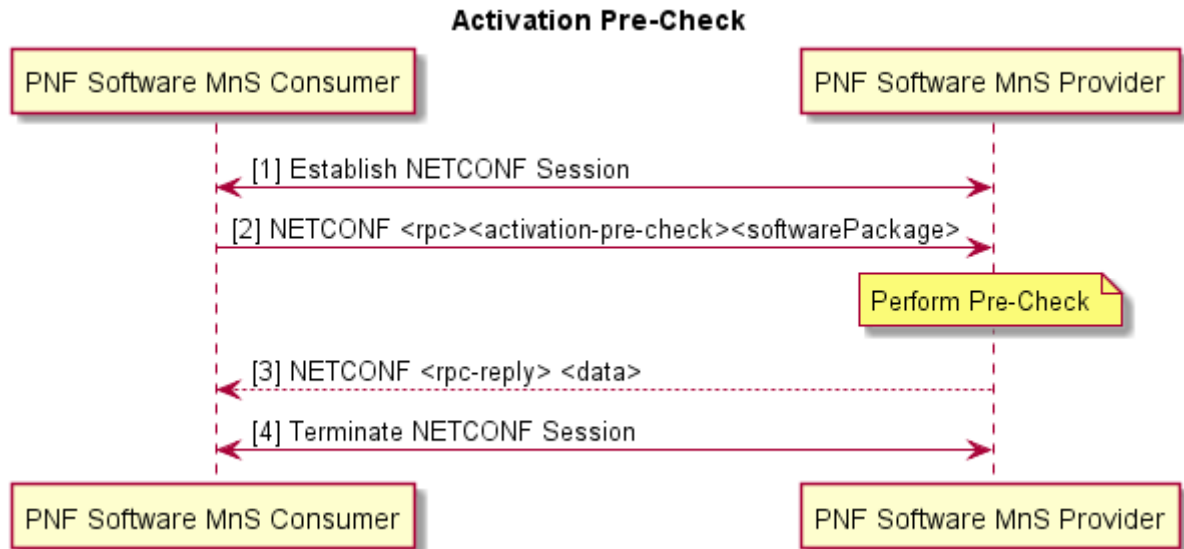 Activation Pre-Check
PNF Software MnS Consumer
PNF Software MnS Provider
[1] Establish NETCONF Session
[2] NETCONF <rpc><activation-pre-check><softwarePackage>
Perform Pre-Check
[3] NETCONF <rpc-reply> <data>
[4] Terminate NETCONF Session
PNF Software MnS Consumer
PNF Software MnS Provider